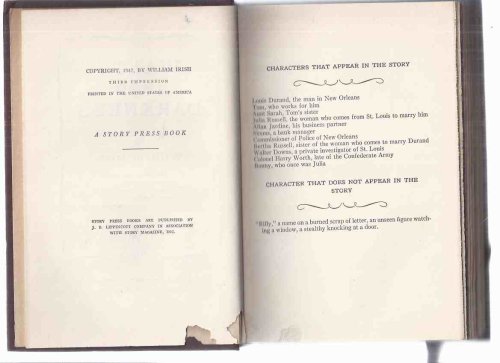 COPYRIGHT, 1947, BY WILLIAM IRISH
THIRD IMPRESSION
PRINTED IN THE UNITED STATES OF AMERICA
A STORY PRESS BOOK
STORY PRESS BOOKS ARE PUBLISHED BY
J. B. LIPPINCOTT COMPANY IN ASSOCIATION
WITH STORY MAGAZINE, INC.
CHARACTERS THAT APPEAR IN THE STORY
Louis Durand, the man in New Orleans
Tom, who works for him
Aunt Sarah, Tom's sister
Julia Russell, the woman who comes from St. Louis to marry him
Allan Jardine, his business partner
Simms, a bank manager
Commissioner of Police of New Orleans
Bertha Russell, sister of the woman who comes to marry Durand
Walter Downs, a private investigator of St. Louis
Colonel Harry Worth, late of the Confederate Army
Bonny, who once was Julia
CHARACTER THAT DOES NOT APPEAR IN THE
STORY
"Billy," a name on a burned scrap of letter, an unseen figure watch-
ing a window, a stealthy knocking at a door.